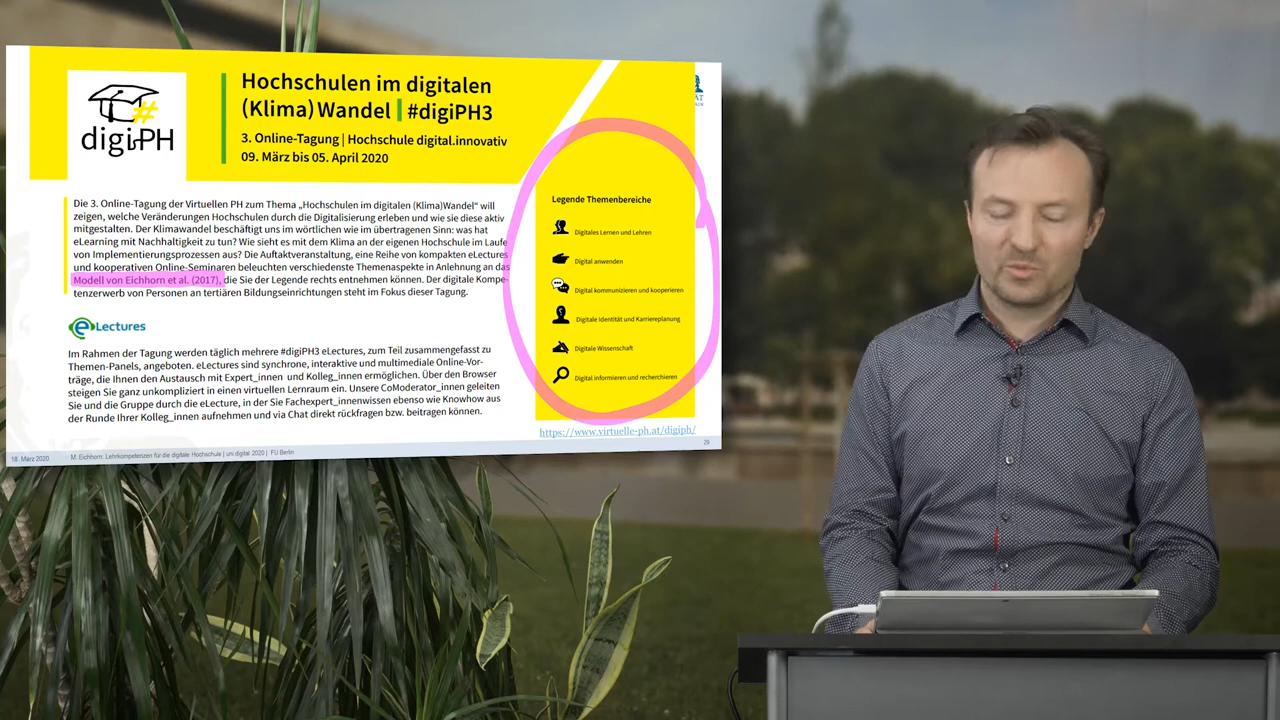 Hochschulen im digitalen
(Klima)Wandel | #digiPH3
3. Online-Tagung | Hochschule digital.innovativ
09. März bis 05. April 2020
#
digiPH
Die 3. Online-Tagung der Virtuellen PH zum Thema „Hochschulen im digitalen (Klima)Wandel“ will
zeigen, welche Veränderungen Hochschulen durch die Digitalisierung erleben und wie sie diese aktiv
mitgestalten. Der Klimawandel beschäftigt uns im wörtlichen wie im übertragenen Sinn: was hat
eLearning mit Nachhaltigkeit zu tun? Wie sieht es mit dem Klima an der eigenen Hochschule im Laufe
von Implementierungsprozessen aus? Die Auftaktveranstaltung, eine Reihe von kompakten eLectures
und kooperativen Online-Seminaren beleuchten verschiedenste Themenaspekte in Anlehnung an das
Modell von Eichhorn et al. (2017), die Sie der Legende rechts entnehmen können. Der digitale Kompe-
tenzerwerb von Personen an tertiären Bildungseinrichtungen steht im Fokus dieser Tagung.
eLectures
Im Rahmen der Tagung werden täglich mehrere #digiPH3 eLectures, zum Teil zusammengefasst zu
Themen-Panels, angeboten. eLectures sind synchrone, interaktive und multimediale Online-Vor-
träge, die Ihnen den Austausch mit Expert_innen und Kolleg_innen ermöglichen. Über den Browser
steigen Sie ganz unkompliziert in einen virtuellen Lernraum ein. Unsere CoModerator_innen geleiten
Sie und die Gruppe durch die eLecture, in der Sie Fachexpert_innenwissen ebenso wie Knowhow aus
der Runde Ihrer Kolleg_innen aufnehmen und via Chat direkt rückfragen bzw. beitragen können.
Legende Themenbereiche
Digitales Lernen und Lehren
Digital anwenden
Digital kommunizieren und kooperieren
Digitale Identität und Karriereplanung
Digitale Wissenschaft
Digital informieren und recherchieren
https://www.virtuelle-ph.at/digiph/
29
18. März 2020 M. Eichhorn: Lehrkompetenzen für die digitale Hochschule | uni digital 2020 | FU Berlin